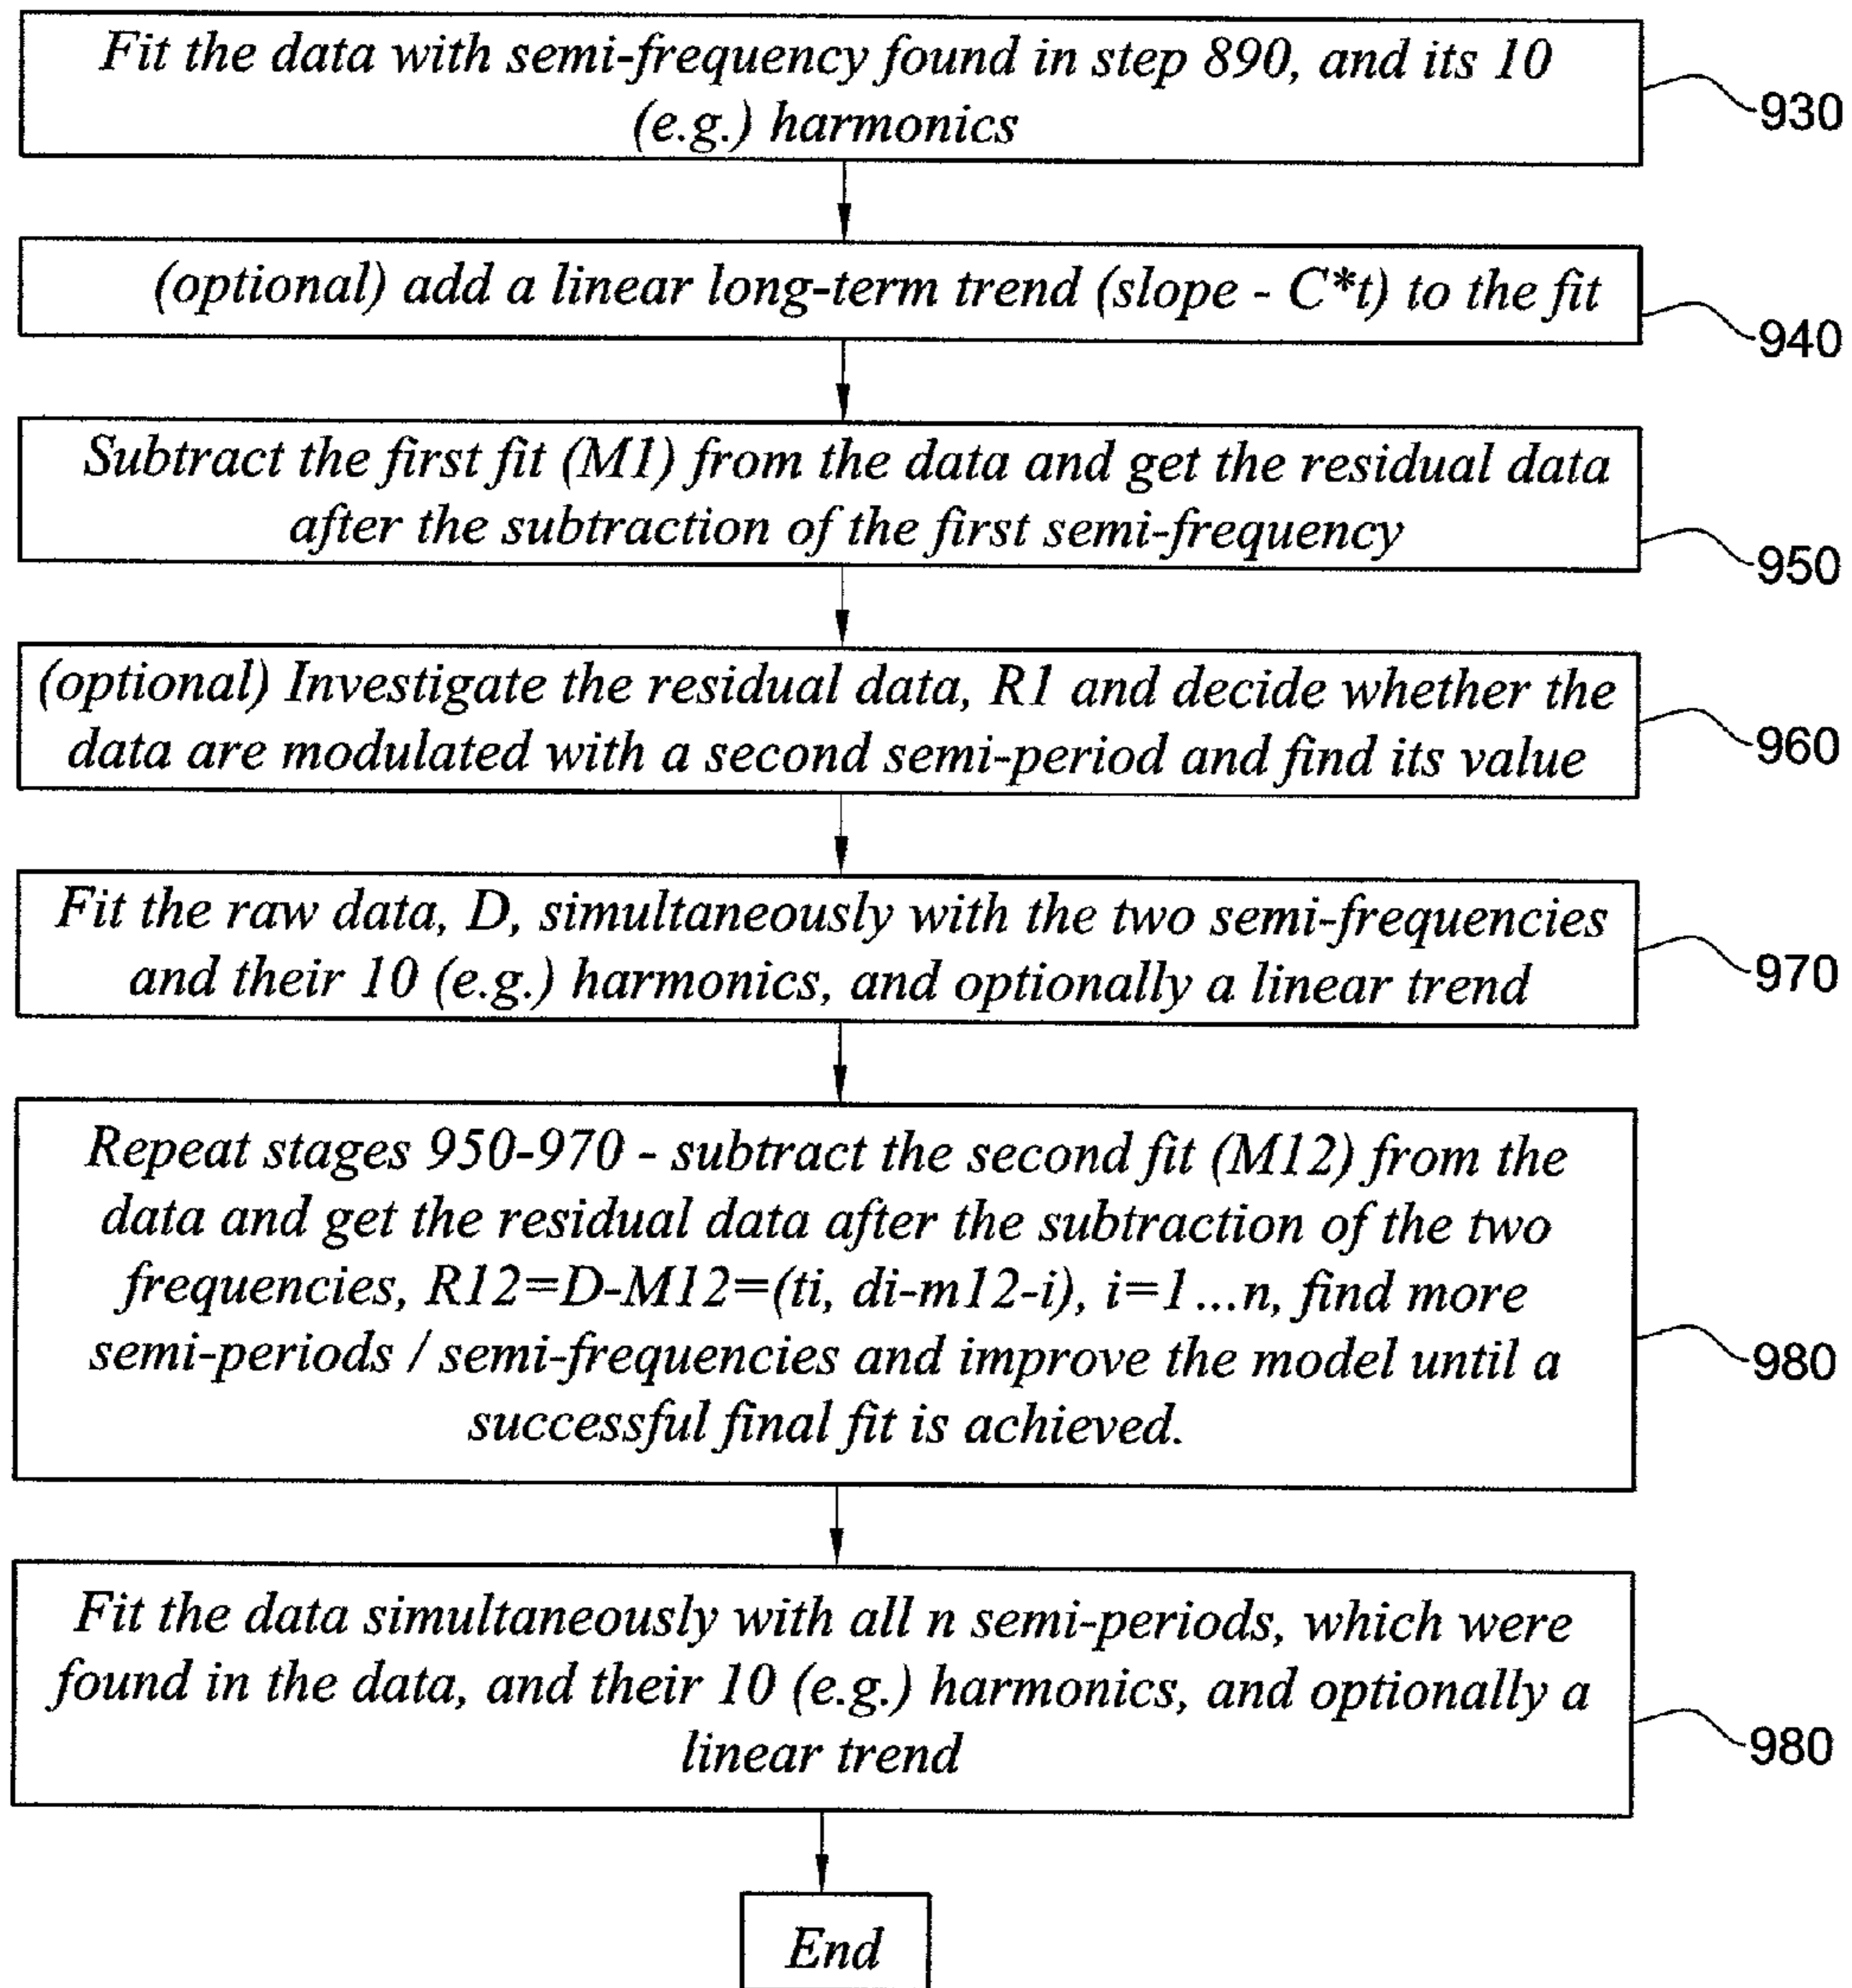 Fit the data with semi-frequency found in step 890, and its 10
(e.g.) harmonics
930
(optional) add a linear long-term trend (slope - C*t) to the fit
940
Subtract the first fit (M1) from the data and get the residual data
after the subtraction of the first semi-frequency
950
(optional) Investigate the residual data, R1 and decide whether the
data are modulated with a second semi-period and find its value
960
Fit the raw data, D, simultaneously with the two semi-frequencies
and their 10 (e.g.) harmonics, and optionally a linear trend
970
Repeat stages 950-970 - subtract the second fit (M12) from the
data and get the residual data after the subtraction of the two
frequencies, R12=D-M12=(ti, di-m12-i), i=1...n, find more
semi-periods / semi-frequencies and improve the model until a
successful final fit is achieved.
980
Fit the data simultaneously with all n semi-periods, which were
found in the data, and their 10 (e.g.) harmonics, and optionally a
linear trend
980
End